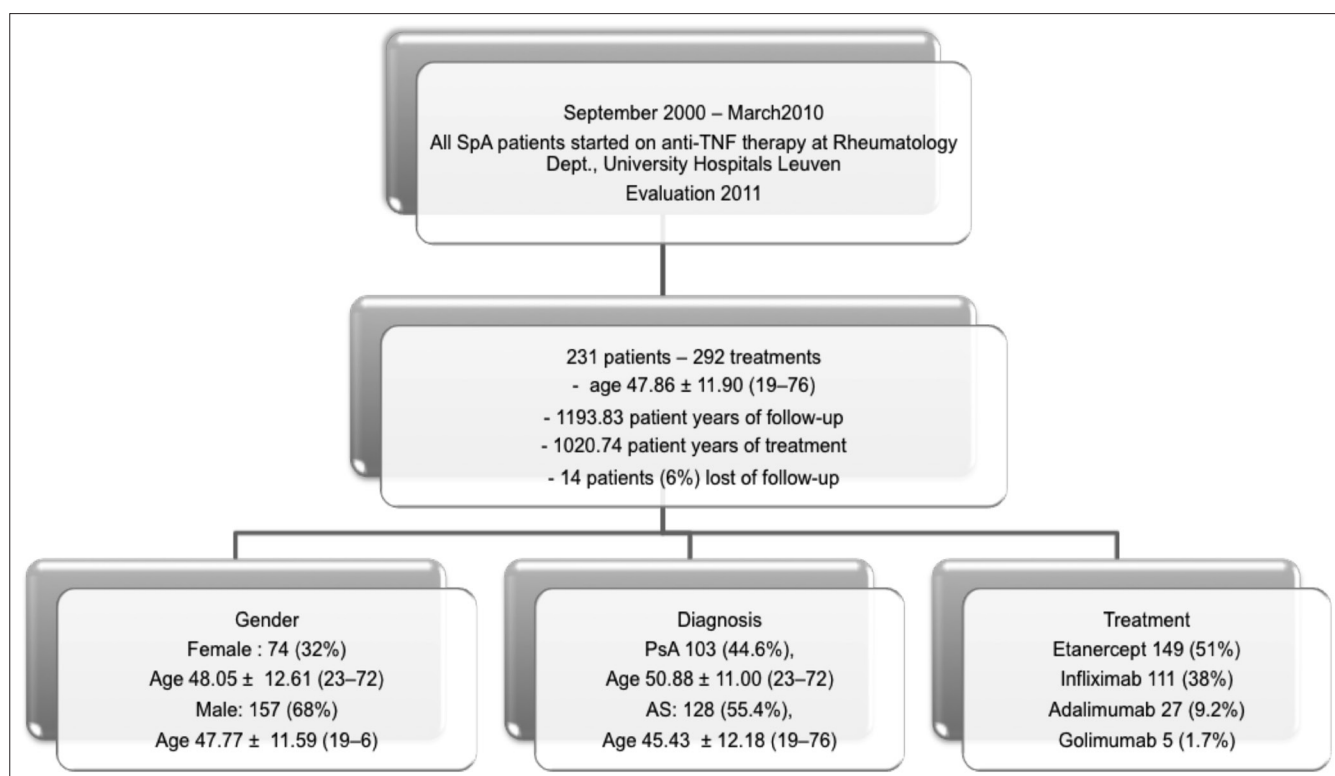 September 2000 – March2010
All SpA patients started on anti-TNF therapy at Rheumatology
Dept., University Hospitals Leuven
Evaluation 2011
231 patients – 292 treatments
- age 47.86 ± 11.90 (19–76)
- 1193.83 patient years of follow-up
- 1020.74 patient years of treatment
- 14 patients (6%) lost of follow-up
Gender
Female : 74 (32%)
Age 48.05 ± 12.61 (23–72)
Male: 157 (68%)
Age 47.77 ± 11.59 (19–6)
Diagnosis
PsA 103 (44.6%),
Age 50.88 ± 11.00 (23–72)
AS: 128 (55.4%),
Age 45.43 ± 12.18 (19–76)
Treatment
Etanercept 149 (51%)
Infliximab 111 (38%)
Adalimumab 27 (9.2%)
Golimumab 5 (1.7%)